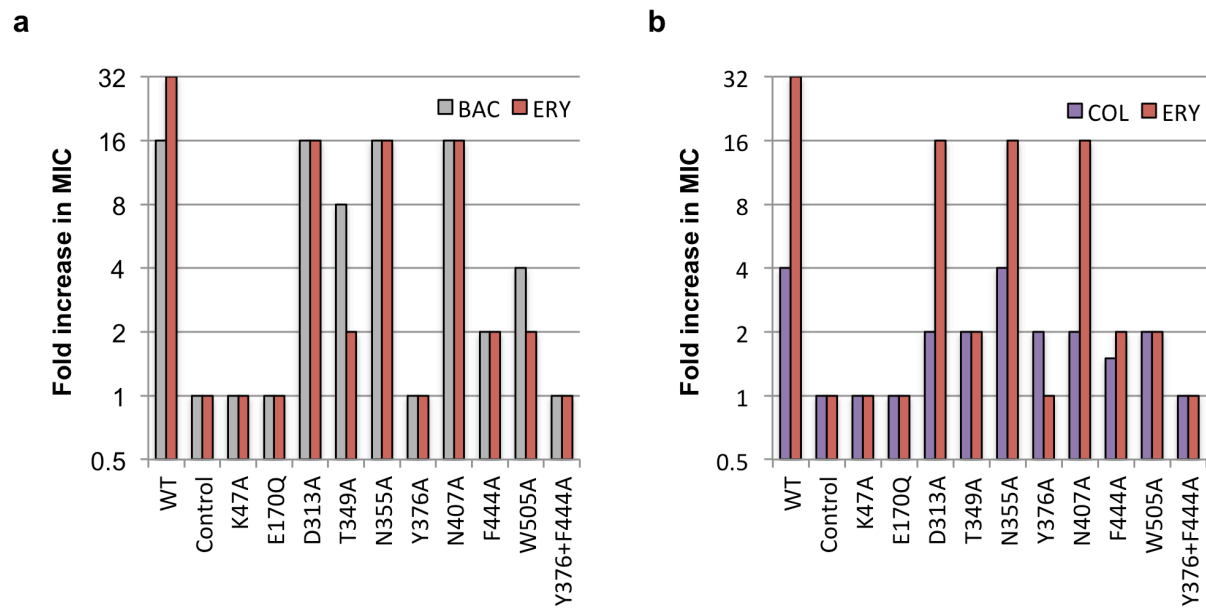 a
Fold increase in MIC
32
16
8
4
2
1
0.5
BAC ERY
WT
Control
K47A
E170Q
D313A
T349A
N355A
Y376A
N407A
F444A
W505A
Y376+F444A
b
Fold increase in MIC
32
16
8
4
2
1
0.5
COL ERY
WT
Control
K47A
E170Q
D313A
T349A
N355A
Y376A
N407A
F444A
W505A
Y376+F444A